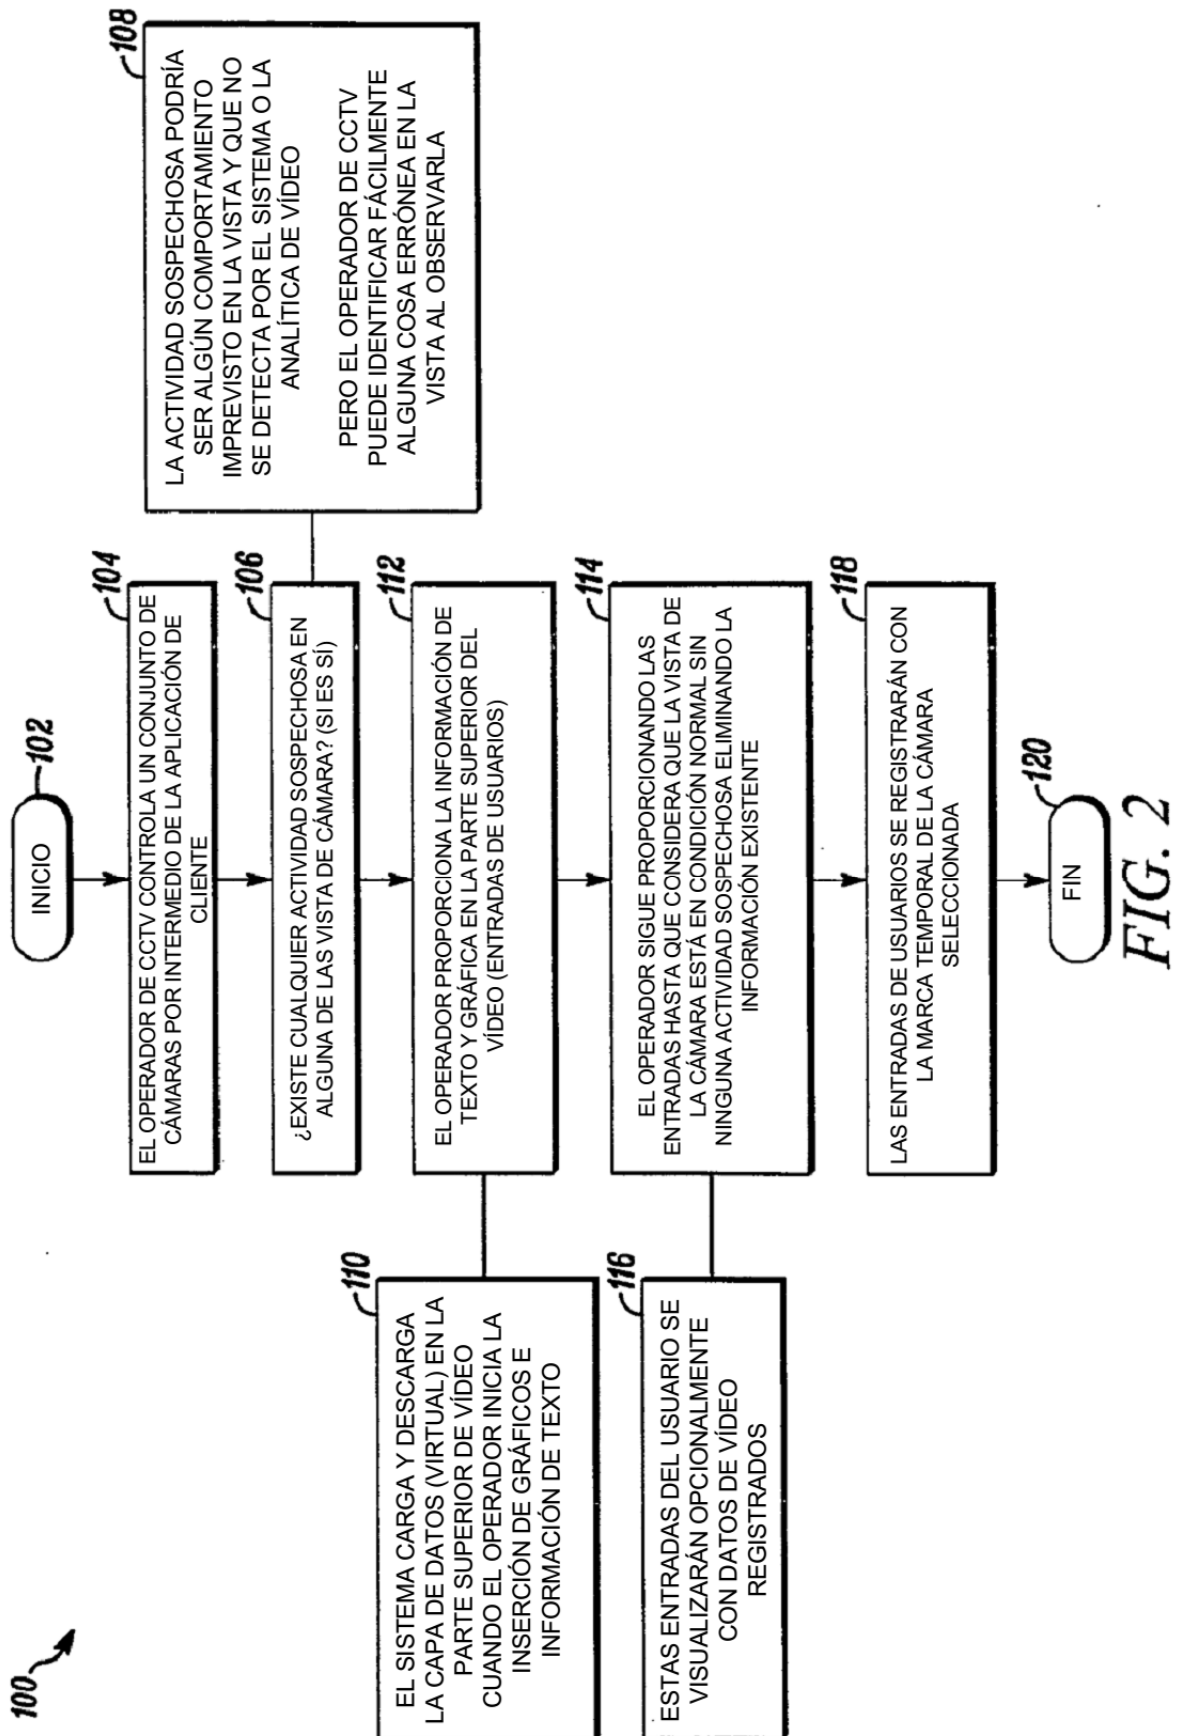 100
INICIO
102
EL OPERADOR DE CCTV CONTROLA UN CONJUNTO DE
CÁMARAS POR INTERMEDIO DE LA APLICACIÓN DE
CLIENTE
104
¿EXISTE CUALQUIER ACTIVIDAD SOSPECHOSA EN
ALGUNA DE LAS VISTA DE CÁMARA? (SI ES SÍ)
106
LA ACTIVIDAD SOSPECHOSA PODRÍA
SER ALGÚN COMPORTAMIENTO
IMPREVISTO EN LA VISTA Y QUE NO
SE DETECTA POR EL SISTEMA O LA
ANALÍTICA DE VÍDEO
PERO EL OPERADOR DE CCTV
PUEDE IDENTIFICAR FÁCILMENTE
ALGUNA COSA ERRÓNEA EN LA
VISTA AL OBSERVARLA
108
EL SISTEMA CARGA Y DESCARGA
LA CAPA DE DATOS (VIRTUAL) EN LA
PARTE SUPERIOR DE VÍDEO
CUANDO EL OPERADOR INICIA LA
INSERCIÓN DE GRÁFICOS E
INFORMACIÓN DE TEXTO
110
EL OPERADOR PROPORCIONA LA INFORMACIÓN DE
TEXTO Y GRÁFICA EN LA PARTE SUPERIOR DEL
VÍDEO (ENTRADAS DE USUARIOS)
112
EL OPERADOR SIGUE PROPORCIONANDO LAS
ENTRADAS HASTA QUE CONSIDERA QUE LA VISTA DE
LA CÁMARA ESTÁ EN CONDICIÓN NORMAL SIN
NINGUNA ACTIVIDAD SOSPECHOSA ELIMINANDO LA
INFORMACIÓN EXISTENTE
114
ESTAS ENTRADAS DEL USUARIO SE
VISUALIZARÁN OPCIONALMENTE
CON DATOS DE VÍDEO
REGISTRADOS
116
LAS ENTRADAS DE USUARIOS SE REGISTRARÁN CON
LA MARCA TEMPORAL DE LA CÁMARA
SELECCIONADA
118
FIN
120
FIG. 2